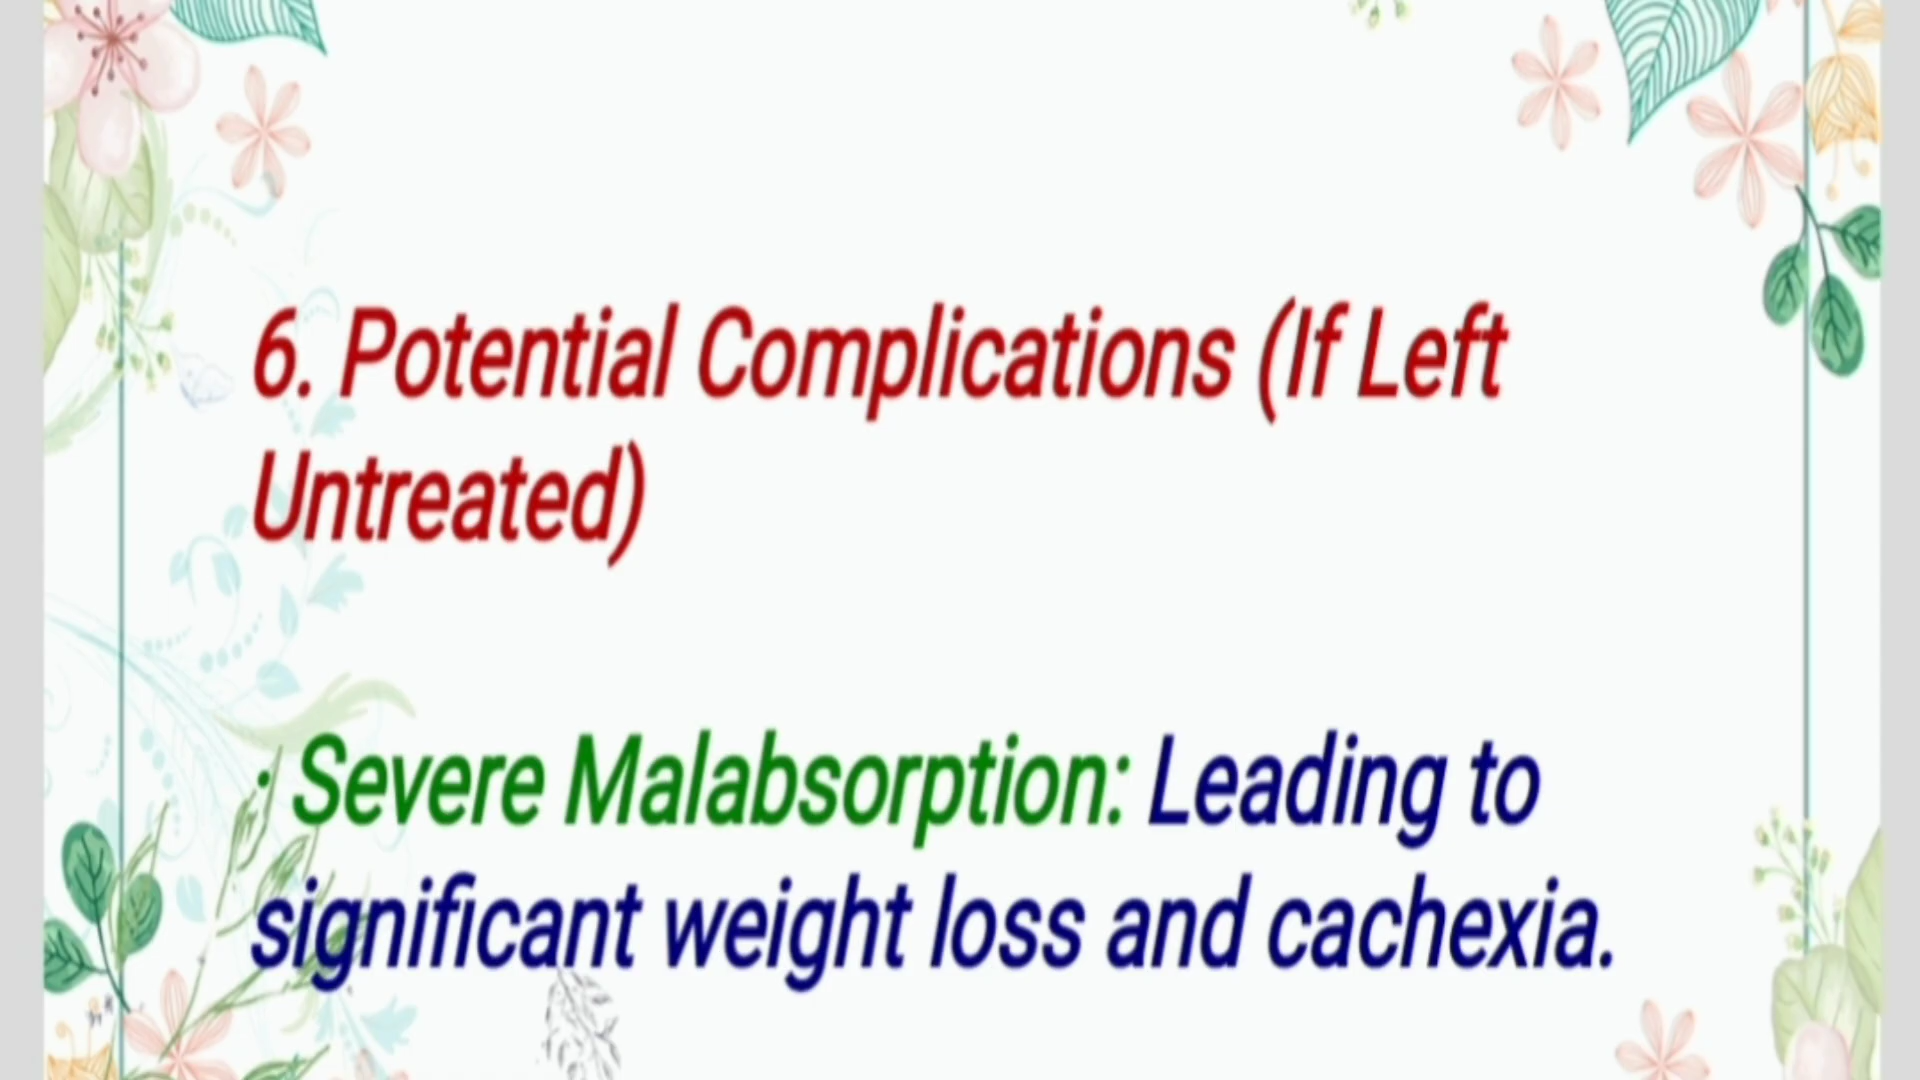 6. Potential Complications (If Left
Untreated)
· Severe Malabsorption: Leading to
significant weight loss and cachexia.